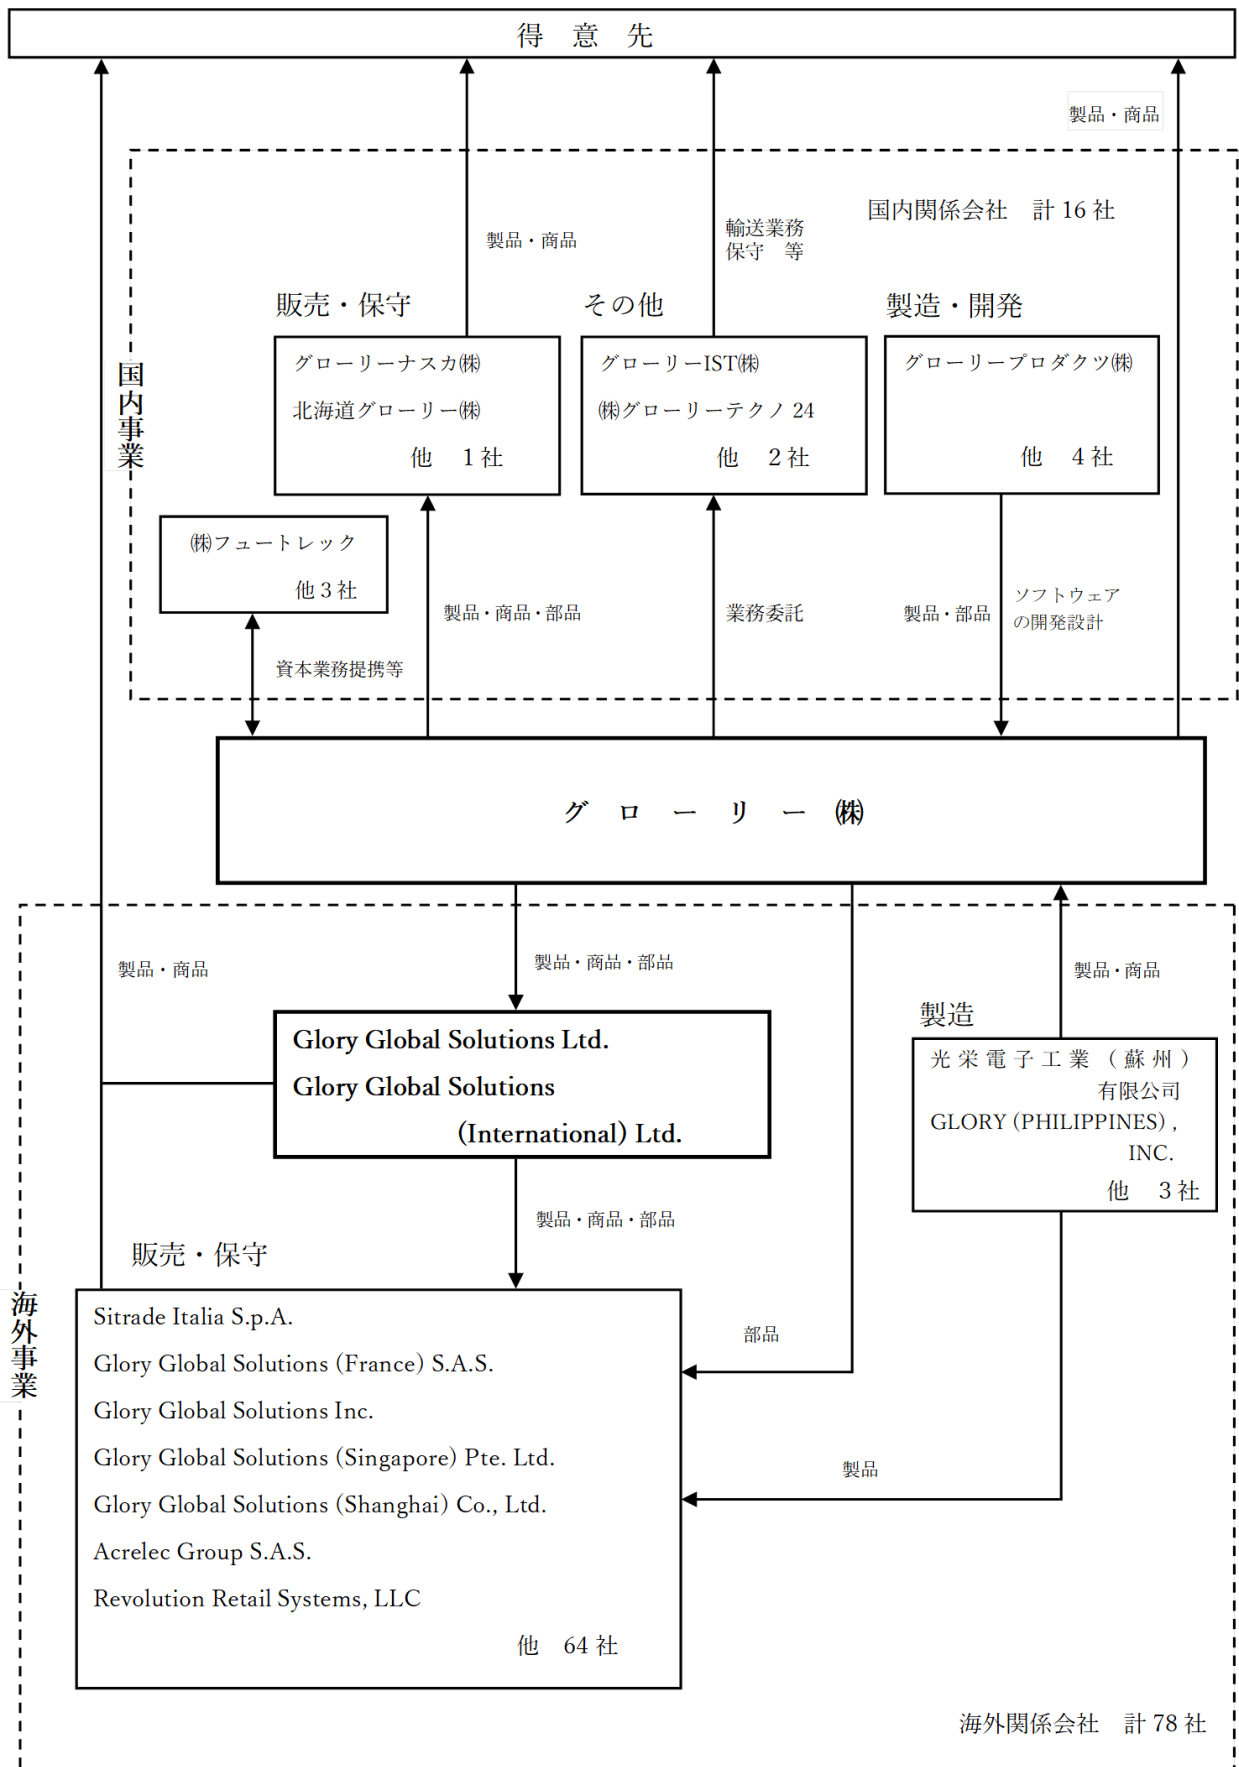 得 意 先
製品・商品
国内関係会社 計 16 社
製品・商品
輸送業務
保守 等
販売・保守
その他
製造・開発
国内事業
グローリーナスカ㈱
北海道グローリー㈱
他 1 社
グローリーIST㈱
㈱グローリーテクノ 24
他 2 社
グローリープロダクツ㈱
他 4 社
㈱フュートレック
他 3 社
製品・商品・部品
業務委託
製品・部品
ソフトウェア
の開発設計
資本業務提携等
グ ロ ー リ ー ㈱
製品・商品
製品・商品・部品
製品・商品
製造
Glory Global Solutions Ltd.
Glory Global Solutions
(International) Ltd.
光栄電子工業（蘇州）
有限公司
GLORY (PHILIPPINES) ,
INC.
他 3 社
製品・商品・部品
販売・保守
海外事業
Sitrade Italia S.p.A.
Glory Global Solutions (France) S.A.S.
Glory Global Solutions Inc.
Glory Global Solutions (Singapore) Pte. Ltd.
Glory Global Solutions (Shanghai) Co., Ltd.
Acrelec Group S.A.S.
Revolution Retail Systems, LLC
他 64 社
部品
製品
海外関係会社 計 78 社